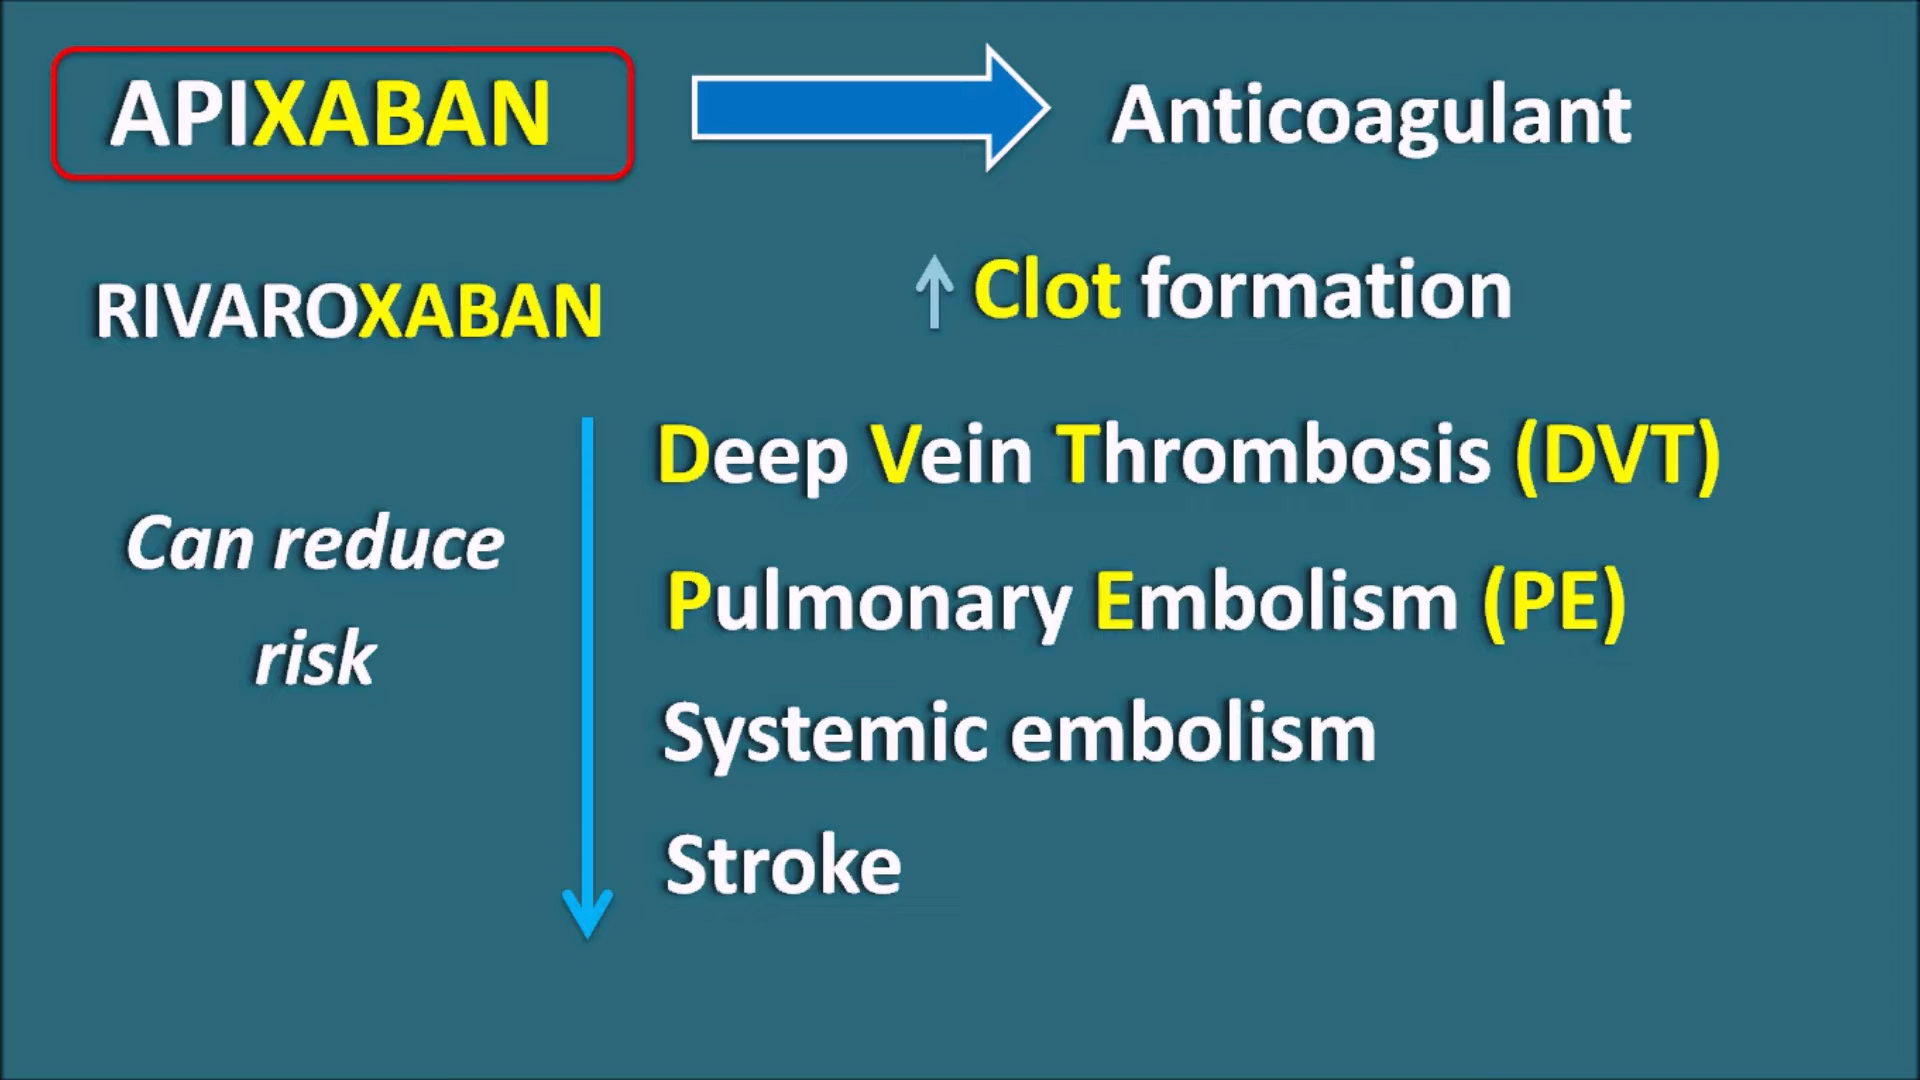 APIXABAN
Anticoagulant
RIVAROXABAN
↑ Clot formation
Can reduce
risk
Deep Vein Thrombosis (DVT)
Pulmonary Embolism (PE)
Systemic embolism
Stroke